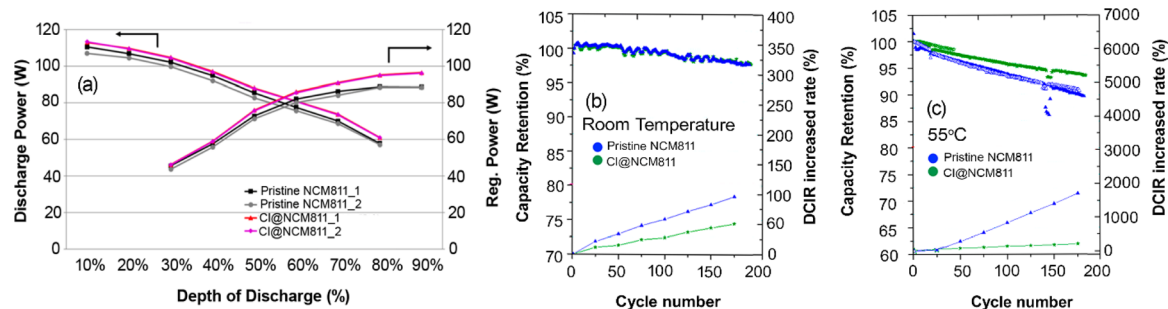 120
100
80
60
40
20
0
Discharge Power (W)
(a)
Pristine NCM811_1
Pristine NCM811_2
CI@NCM811_1
CI@NCM811_2
10% 20% 30% 40% 50% 60% 70% 80% 90%
Depth of Discharge (%)
120
100
80
60
40
20
0
Reg. Power (W)
105
100
95
90
85
80
75
70
Capacity Retention (%)
(b)
Room Temperature
Pristine NCM811
CI@NCM811
0 50 100 150 200
Cycle number
400
350
300
250
200
150
100
50
0
DCIR increased rate (%)
105
100
95
90
85
80
75
70
65
60
Capacity Retention (%)
(c)
55°C
Pristine NCM811
CI@NCM811
0 50 100 150 200
Cycle number
7000
6000
5000
4000
3000
2000
1000
0
DCIR increased rate (%)